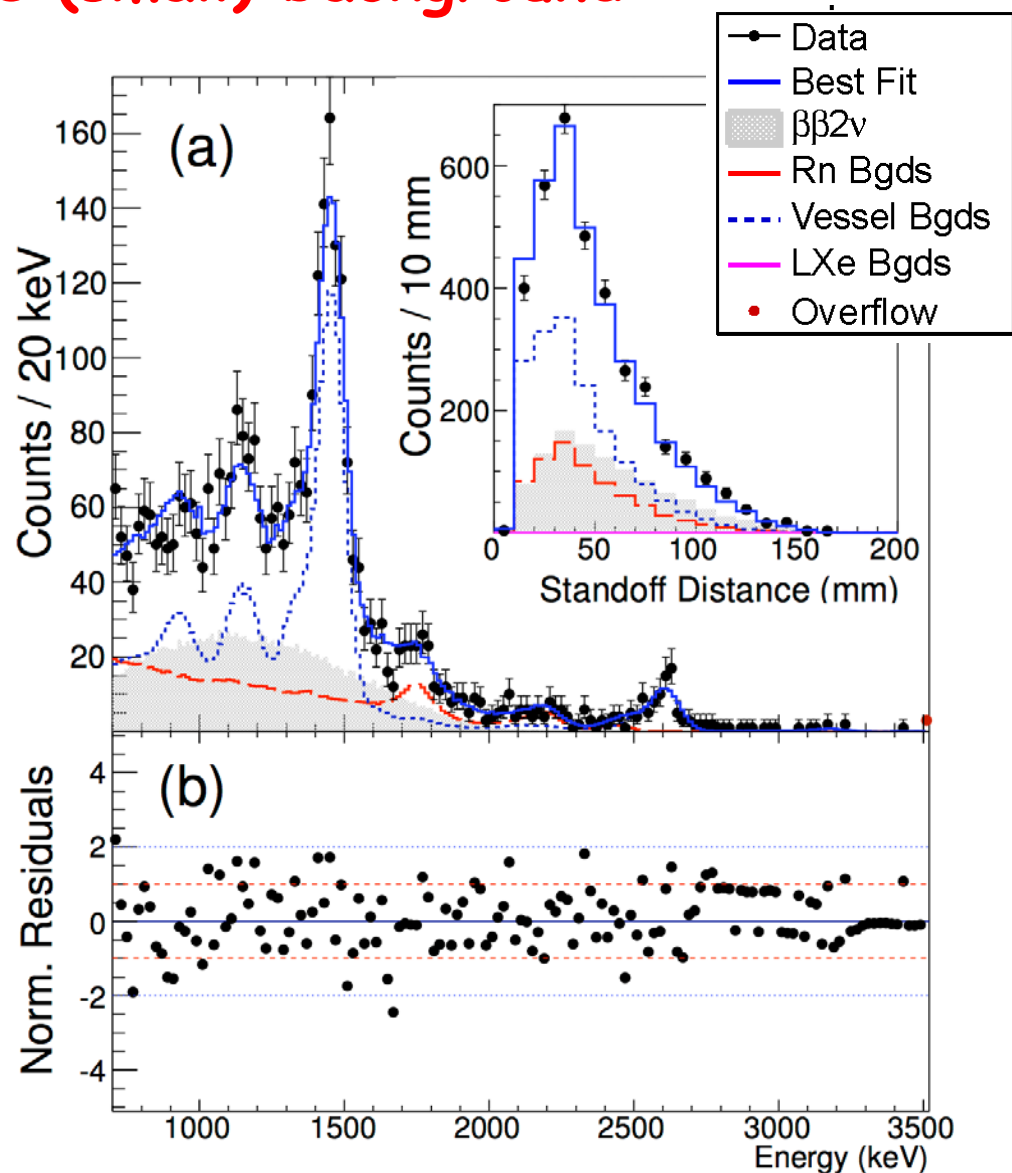 Data
Best Fit
ββ2ν
Rn Bgds
Vessel Bgds
LXe Bgds
Overflow
(a)
Counts / 20 keV
160
140
120
100
80
60
40
20
Counts / 10 mm
600
400
200
0 50 100 150 200
Standoff Distance (mm)
(b)
Norm. Residuals
4
2
0
-2
-4
1000 1500 2000 2500 3000 3500
Energy (keV)